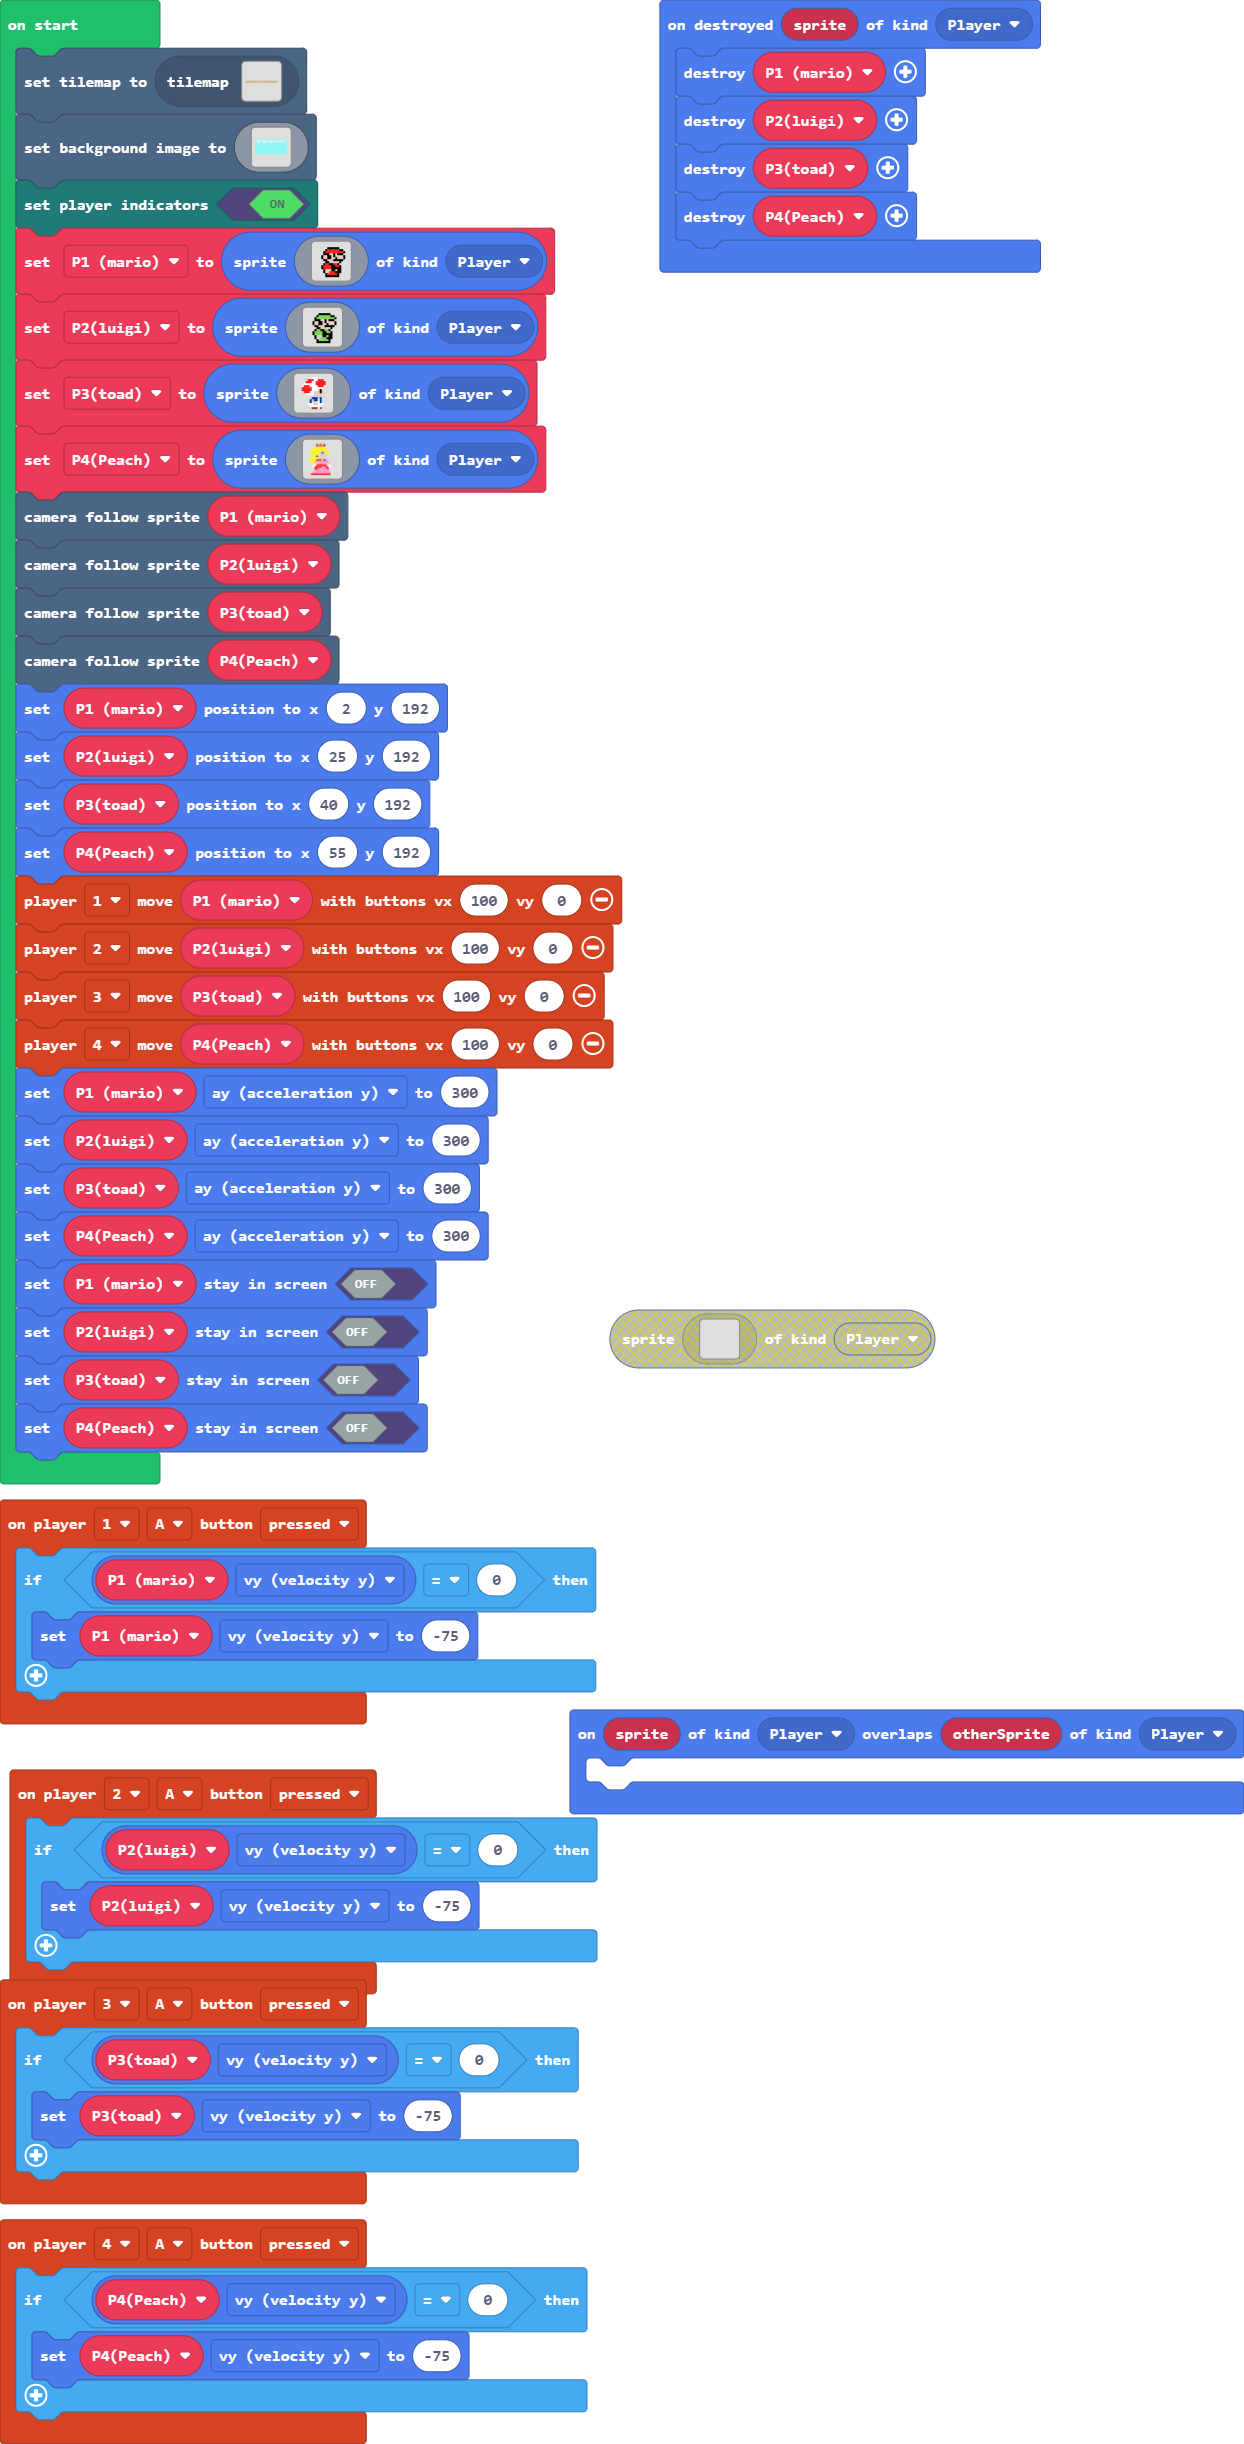 on start
set tilemap to tilemap
set background image to
set player indicators ON
set P1 (mario) to sprite of kind Player
set P2(luigi) to sprite of kind Player
set P3(toad) to sprite of kind Player
set P4(Peach) to sprite of kind Player
camera follow sprite P1 (mario)
camera follow sprite P2(luigi)
camera follow sprite P3(toad)
camera follow sprite P4(Peach)
set P1 (mario) position to x 2 y 192
set P2(luigi) position to x 25 y 192
set P3(toad) position to x 40 y 192
set P4(Peach) position to x 55 y 192
player 1 move P1 (mario) with buttons vx 100 vy 0
player 2 move P2(luigi) with buttons vx 100 vy 0
player 3 move P3(toad) with buttons vx 100 vy 0
player 4 move P4(Peach) with buttons vx 100 vy 0
set P1 (mario) ay (acceleration y) to 300
set P2(luigi) ay (acceleration y) to 300
set P3(toad) ay (acceleration y) to 300
set P4(Peach) ay (acceleration y) to 300
set P1 (mario) stay in screen OFF
set P2(luigi) stay in screen OFF
set P3(toad) stay in screen OFF
set P4(Peach) stay in screen OFF
on destroyed sprite of kind Player
destroy P1 (mario)
destroy P2(luigi)
destroy P3(toad)
destroy P4(Peach)
sprite of kind Player
on player 1 A button pressed
if P1 (mario) vy (velocity y) = 0 then
set P1 (mario) vy (velocity y) to -75
on sprite of kind Player overlaps otherSprite of kind Player
on player 2 A button pressed
if P2(luigi) vy (velocity y) = 0 then
set P2(luigi) vy (velocity y) to -75
on player 3 A button pressed
if P3(toad) vy (velocity y) = 0 then
set P3(toad) vy (velocity y) to -75
on player 4 A button pressed
if P4(Peach) vy (velocity y) = 0 then
set P4(Peach) vy (velocity y) to -75